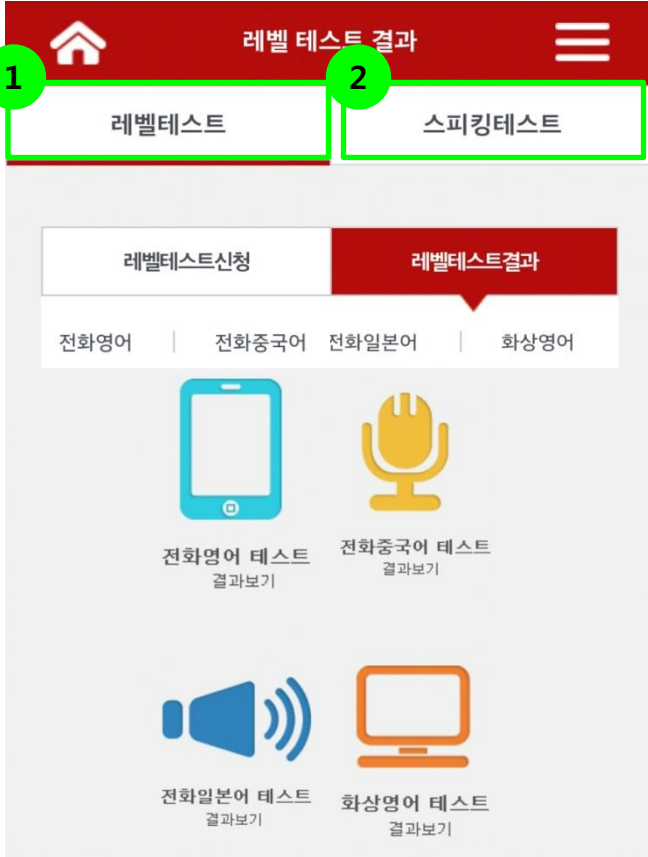 레벨 테스트 결과
1
2
레벨테스트
스피킹테스트
레벨테스트신청
레벨테스트결과
전화영어 | 전화중국어 전화일본어 | 화상영어
전화영어 테스트
결과보기
전화중국어 테스트
결과보기
전화일본어 테스트
결과보기
화상영어 테스트
결과보기